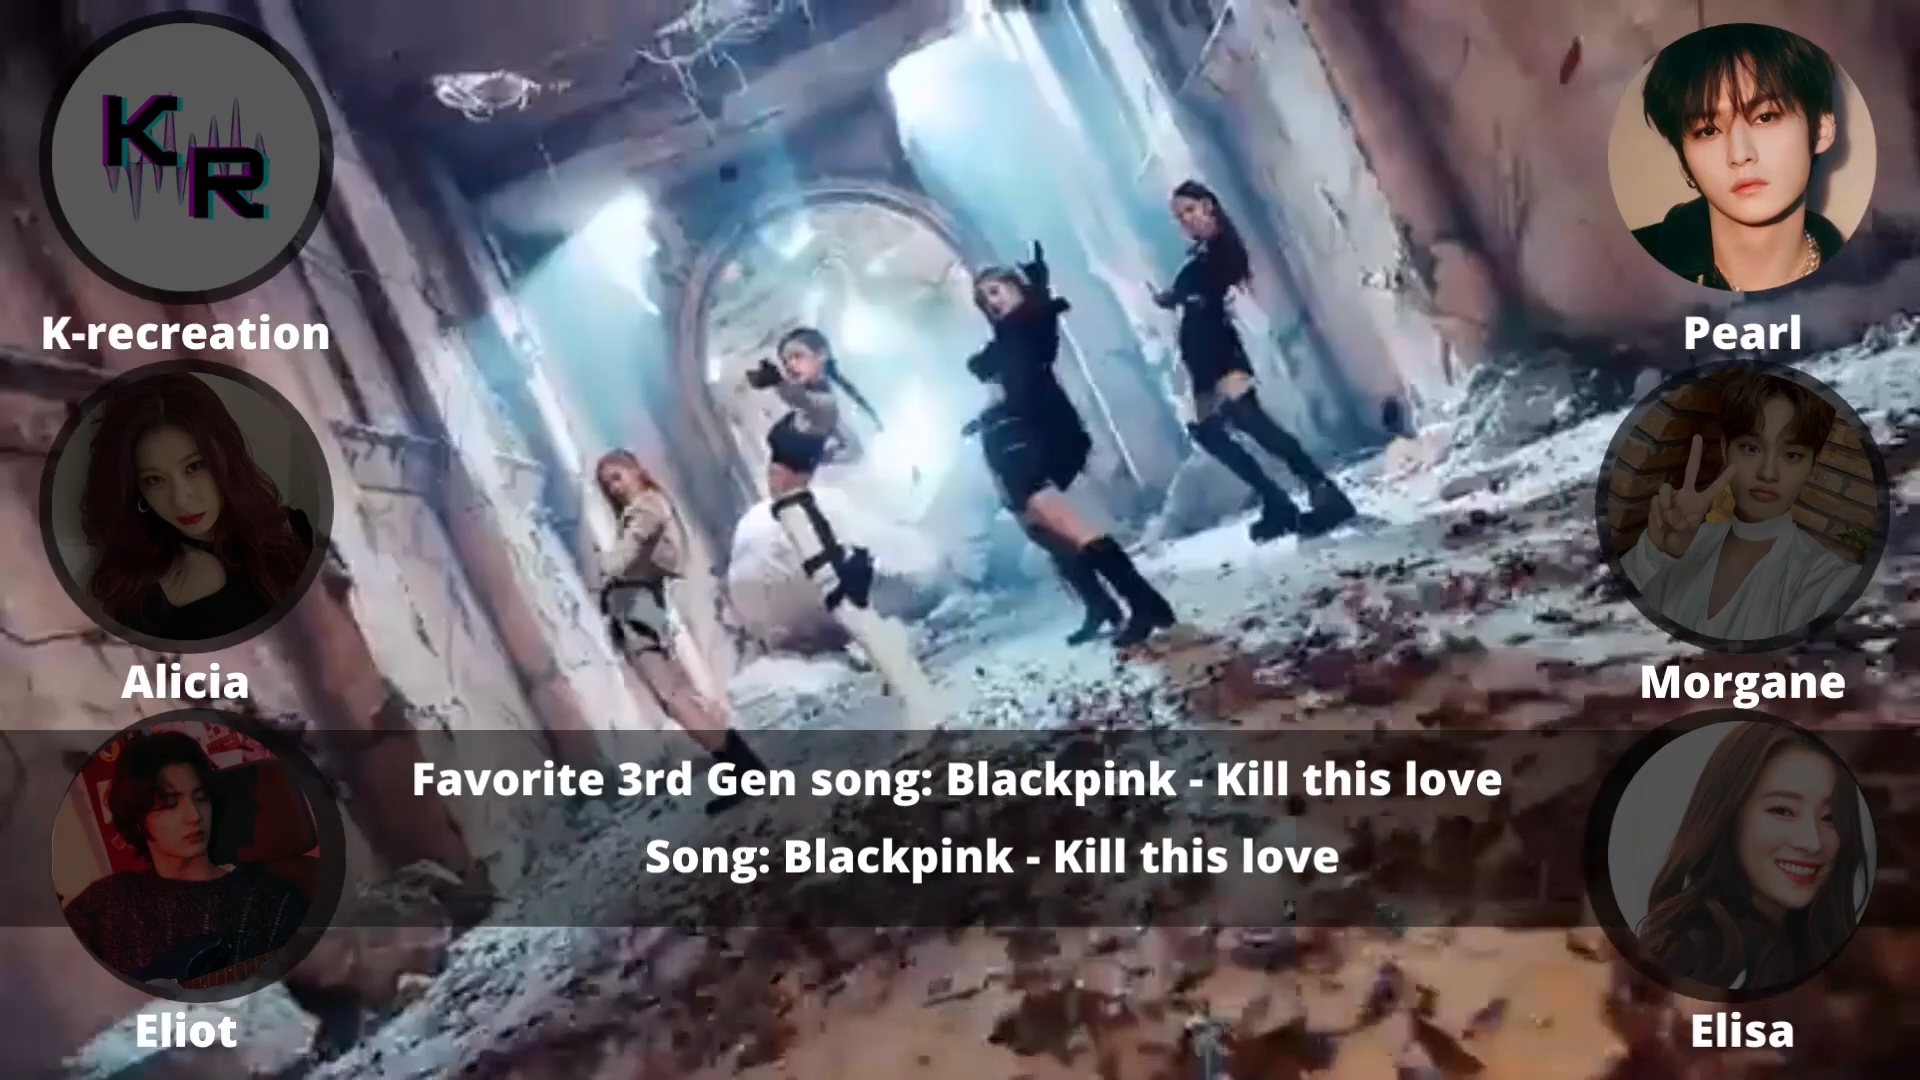 KR
K-recreation
Pearl
Alicia
Morgane
Favorite 3rd Gen song: Blackpink - Kill this love
Song: Blackpink - Kill this love
Eliot
Elisa